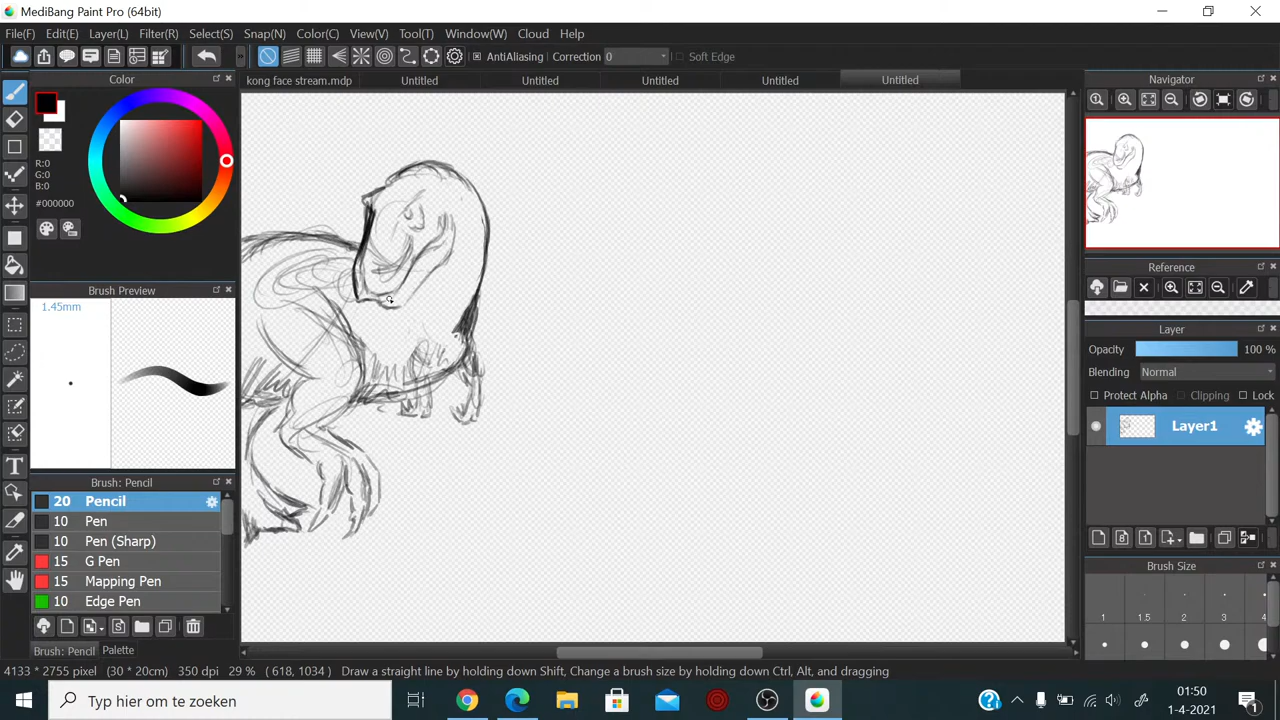 MediBang Paint Pro (64bit)
File(F) Edit(E) Layer(L) Filter(R) Select(S) Snap(N) Color(C) View(V) Tool(T) Window(W) Cloud Help
AntiAliasing Correction 0 Soft Edge
Color
kong face stream.mdp Untitled Untitled Untitled Untitled Untitled
Navigator
R:0
G:0
B:0
#000000
Brush Preview
1.45mm
Reference
Layer
Opacity 100 %
Blending Normal
Protect Alpha Clipping Lock
Layer1
Brush: Pencil
20 Pencil
10 Pen
10 Pen (Sharp)
15 G Pen
15 Mapping Pen
10 Edge Pen
Brush Size
1 1.5 2 3 4
Brush: Pencil Palette
4133 * 2755 pixel (30 * 20cm) 350 dpi 29 % ( 618, 1034 ) Draw a straight line by holding down Shift, Change a brush size by holding down Ctrl, Alt, and dragging
Typ hier om te zoeken
01:50
1-4-2021
1